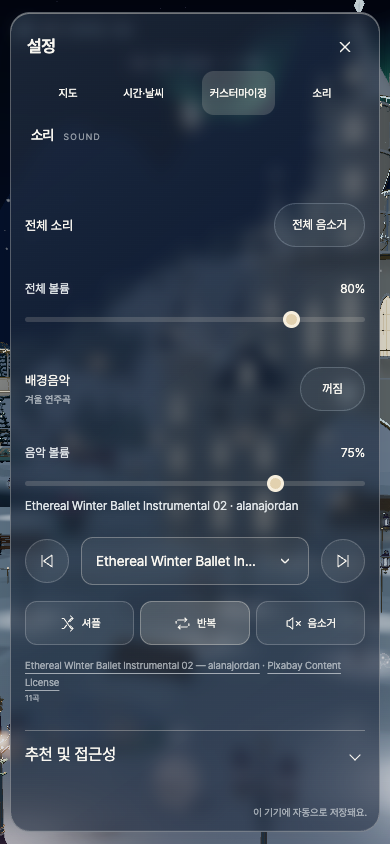 설정
지도
시간·날씨
커스터마이징
소리
소리 SOUND
전체 소리
전체 음소거
전체 볼륨
80%
배경음악
꺼짐
겨울 연주곡
음악 볼륨
75%
Ethereal Winter Ballet Instrumental 02 · alanajordan
Ethereal Winter Ballet In...
셔플
반복
음소거
Ethereal Winter Ballet Instrumental 02 — alanajordan · Pixabay Content
License
11곡
추천 및 접근성
이 기기에 자동으로 저장돼요.